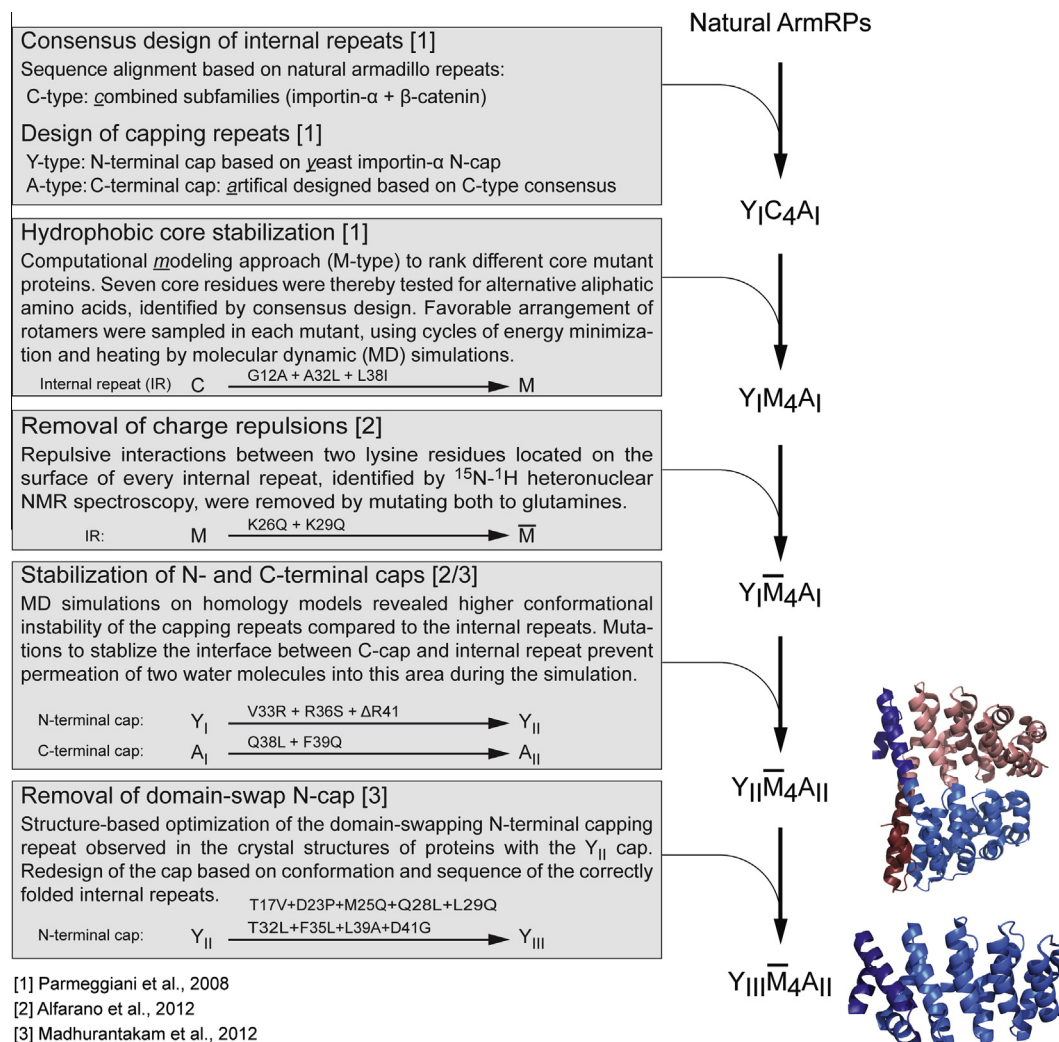 Natural ArmRPs
Consensus design of internal repeats [1]
Sequence alignment based on natural armadillo repeats:
C-type: combined subfamilies (importin-α + β-catenin)
Design of capping repeats [1]
Y-type: N-terminal cap based on yeast importin-α N-cap
A-type: C-terminal cap: artifical designed based on C-type consensus
YIC4AI
Hydrophobic core stabilization [1]
Computational modeling approach (M-type) to rank different core mutant
proteins. Seven core residues were thereby tested for alternative aliphatic
amino acids, identified by consensus design. Favorable arrangement of
rotamers were sampled in each mutant, using cycles of energy minimiza-
tion and heating by molecular dynamic (MD) simulations.
Internal repeat (IR) C G12A + A32L + L38I M
YIM4AI
Removal of charge repulsions [2]
Repulsive interactions between two lysine residues located on the
surface of every internal repeat, identified by ¹⁵N-¹H heteronuclear
NMR spectroscopy, were removed by mutating both to glutamines.
IR: M K26Q + K29Q M̅
YIM̅4AI
Stabilization of N- and C-terminal caps [2/3]
MD simulations on homology models revealed higher conformational
instability of the capping repeats compared to the internal repeats. Muta-
tions to stablize the interface between C-cap and internal repeat prevent
permeation of two water molecules into this area during the simulation.
N-terminal cap: YI V33R + R36S + ΔR41 YII
C-terminal cap: AI Q38L + F39Q AII
YIIM̅4AII
Removal of domain-swap N-cap [3]
Structure-based optimization of the domain-swapping N-terminal capping
repeat observed in the crystal structures of proteins with the YII cap.
Redesign of the cap based on conformation and sequence of the correctly
folded internal repeats.
T17V+D23P+M25Q+Q28L+L29Q
N-terminal cap: YII T32L+F35L+L39A+D41G YIII
YIIIM̅4AII
[1] Parmeggiani et al., 2008
[2] Alfarano et al., 2012
[3] Madhurantakam et al., 2012